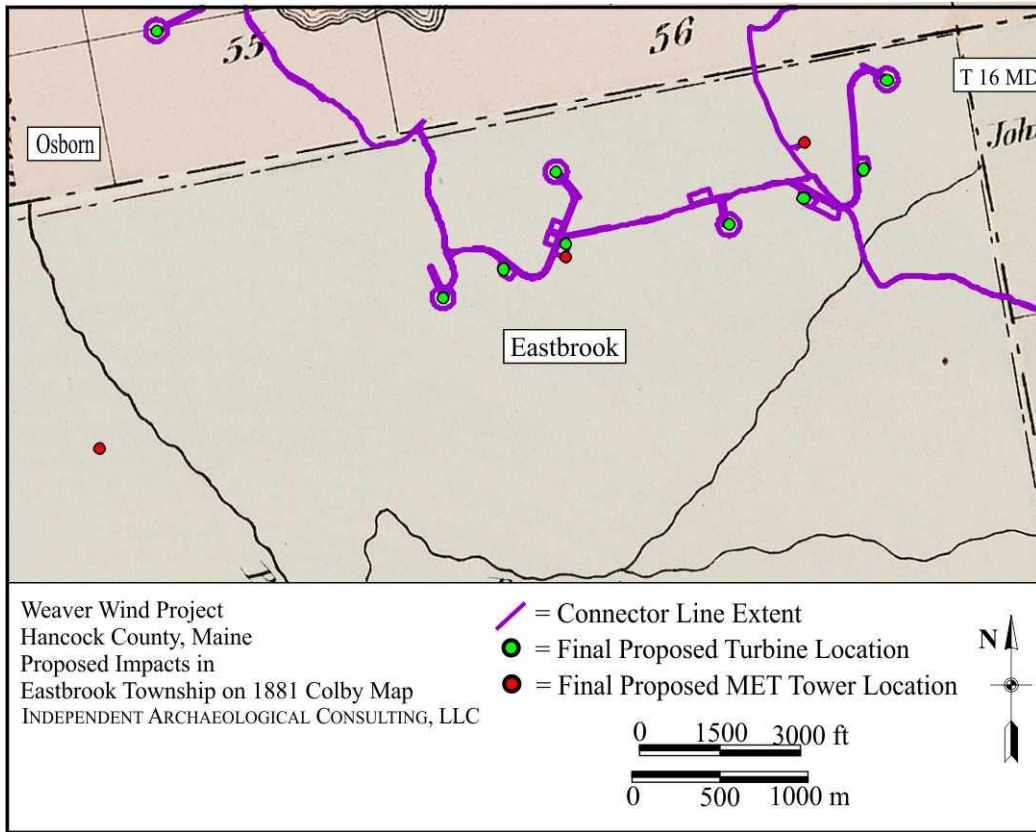 55
56
T 16 MD
Osborn
Joh
Eastbrook
Weaver Wind Project
Hancock County, Maine
Proposed Impacts in
Eastbrook Township on 1881 Colby Map
INDEPENDENT ARCHAEOLOGICAL CONSULTING, LLC
= Connector Line Extent
= Final Proposed Turbine Location
= Final Proposed MET Tower Location
N
0 1500 3000 ft
0 500 1000 m